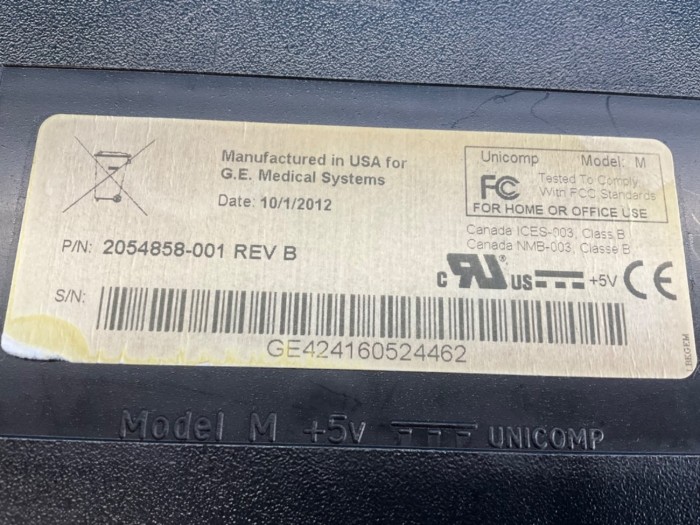 Manufactured in USA for
G.E. Medical Systems
Date: 10/1/2012
Unicomp Model: M
FC Tested To Comply
With FCC Standards
FOR HOME OR OFFICE USE
Canada ICES-003, Class B
Canada NMB-003, Classe B
P/N: 2054858-001 REV B
c RU US +5V CE
S/N:
GE424160524462
Model M +5v UNICOMP